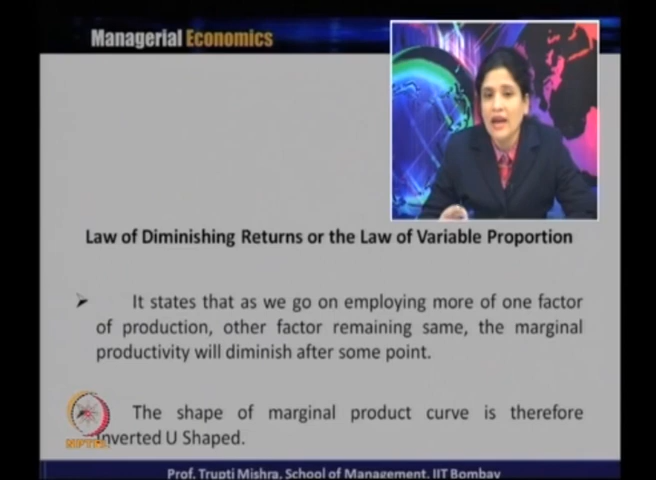 Managerial Economics
Law of Diminishing Returns or the Law of Variable Proportion
It states that as we go on employing more of one factor
of production, other factor remaining same, the marginal
productivity will diminish after some point.
The shape of marginal product curve is therefore
inverted U Shaped.
NPTEL
Prof. Trupti Mishra, School of Management, IIT Bombay